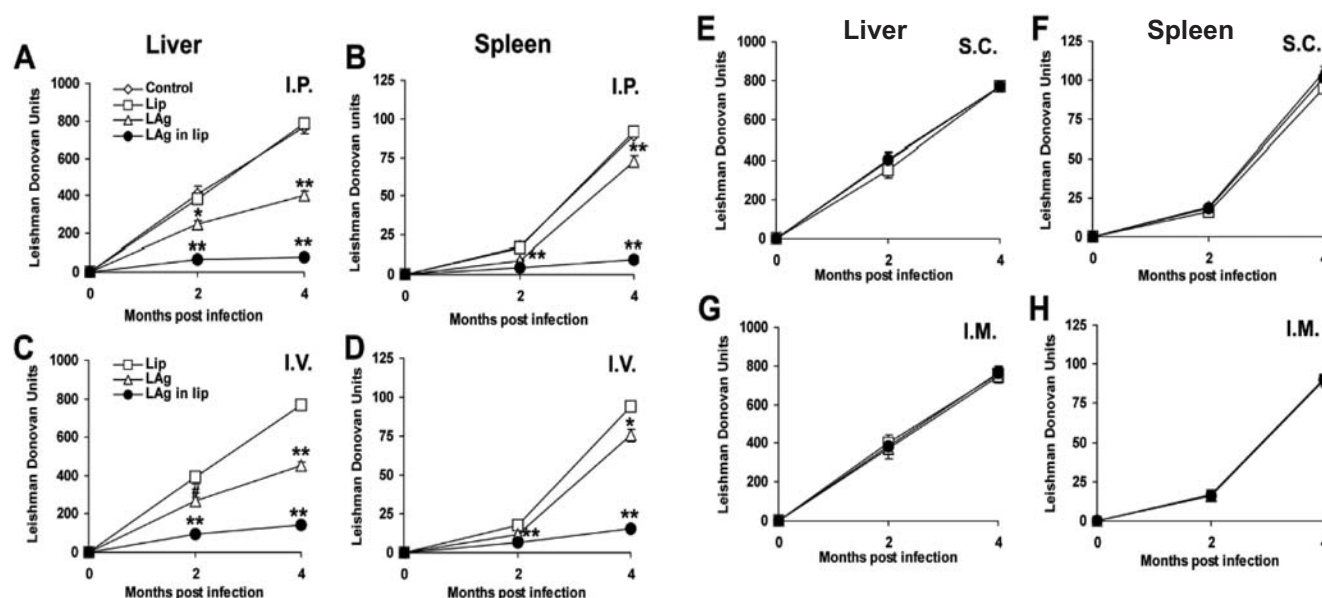 Liver
Spleen
A
I.P.
Leishman Donovan Units
1000
800
600
400
200
0
Control
Lip
LAg
LAg in lip
*
**
**
**
0
2
4
Months post infection
B
I.P.
Leishman Donovan units
125
100
75
50
25
0
**
**
**
0
2
4
Months post infection
C
I.V.
Leishman Donovan Units
1000
800
600
400
200
0
Lip
LAg
LAg in lip
#
**
**
**
0
2
4
Months post infection
D
I.V.
Leishman Donovan Units
125
100
75
50
25
0
*
**
**
0
2
4
Months post infection
Liver
Spleen
E
S.C.
Leishman Donovan Units
1000
800
600
400
200
0
0
2
4
Months post infection
F
S.C.
Leishman Donovan Units
125
100
75
50
25
0
0
2
4
Months post infection
G
I.M.
Leishman Donovan Units
1000
800
600
400
200
0
0
2
4
Months post infection
H
I.M.
Leishman Donovan Units
125
100
75
50
25
0
0
2
4
Months post infection